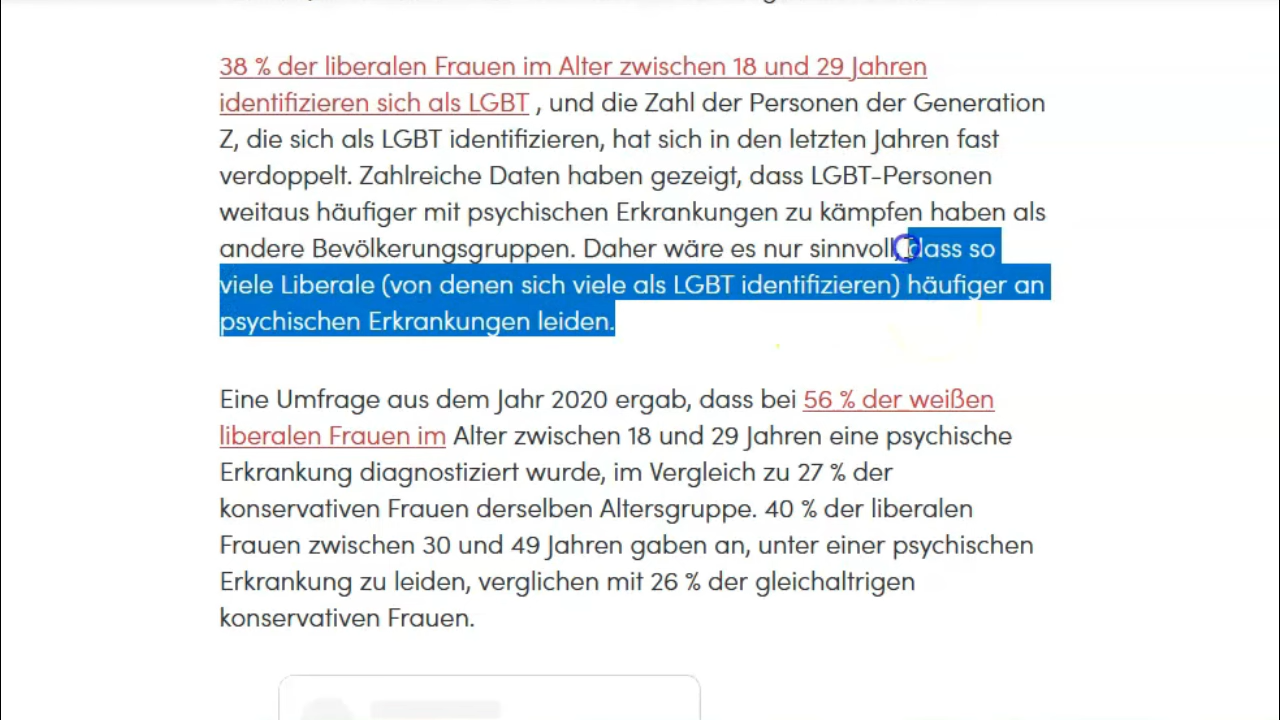 38 % der liberalen Frauen im Alter zwischen 18 und 29 Jahren
identifizieren sich als LGBT , und die Zahl der Personen der Generation
Z, die sich als LGBT identifizieren, hat sich in den letzten Jahren fast
verdoppelt. Zahlreiche Daten haben gezeigt, dass LGBT-Personen
weitaus häufiger mit psychischen Erkrankungen zu kämpfen haben als
andere Bevölkerungsgruppen. Daher wäre es nur sinnvoll, dass so
viele Liberale (von denen sich viele als LGBT identifizieren) häufiger an
psychischen Erkrankungen leiden.
Eine Umfrage aus dem Jahr 2020 ergab, dass bei 56 % der weißen
liberalen Frauen im Alter zwischen 18 und 29 Jahren eine psychische
Erkrankung diagnostiziert wurde, im Vergleich zu 27 % der
konservativen Frauen derselben Altersgruppe. 40 % der liberalen
Frauen zwischen 30 und 49 Jahren gaben an, unter einer psychischen
Erkrankung zu leiden, verglichen mit 26 % der gleichaltrigen
konservativen Frauen.